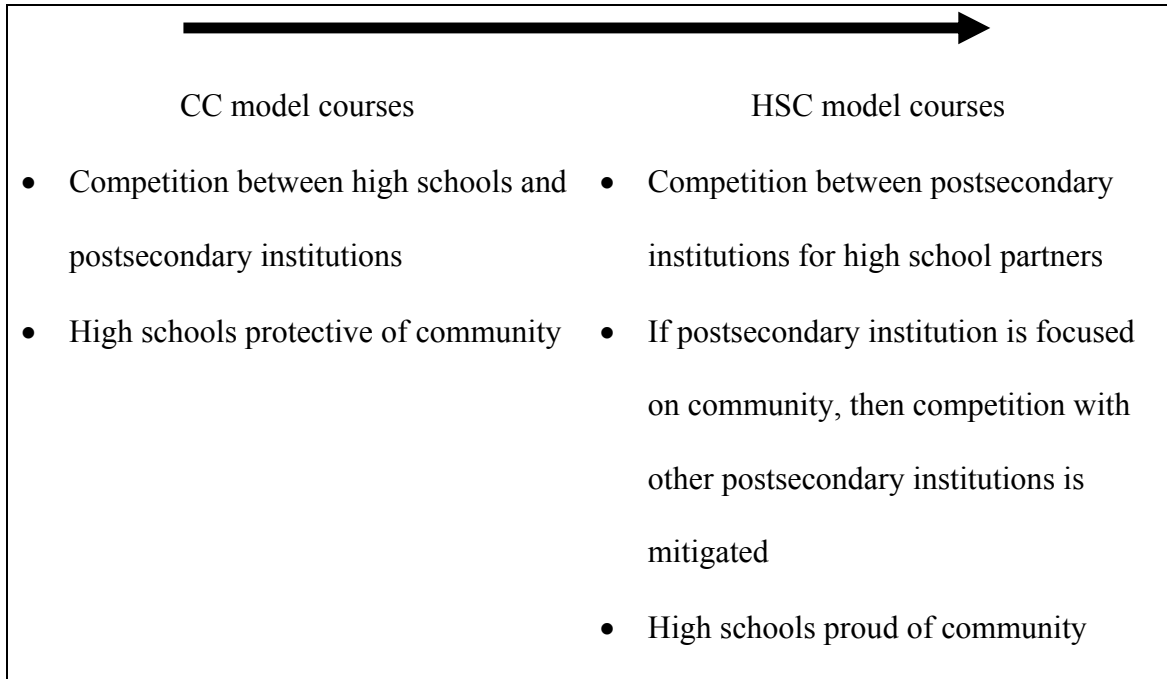 CC model courses
• Competition between high schools and
postsecondary institutions
• High schools protective of community
HSC model courses
• Competition between postsecondary
institutions for high school partners
• If postsecondary institution is focused
on community, then competition with
other postsecondary institutions is
mitigated
• High schools proud of community